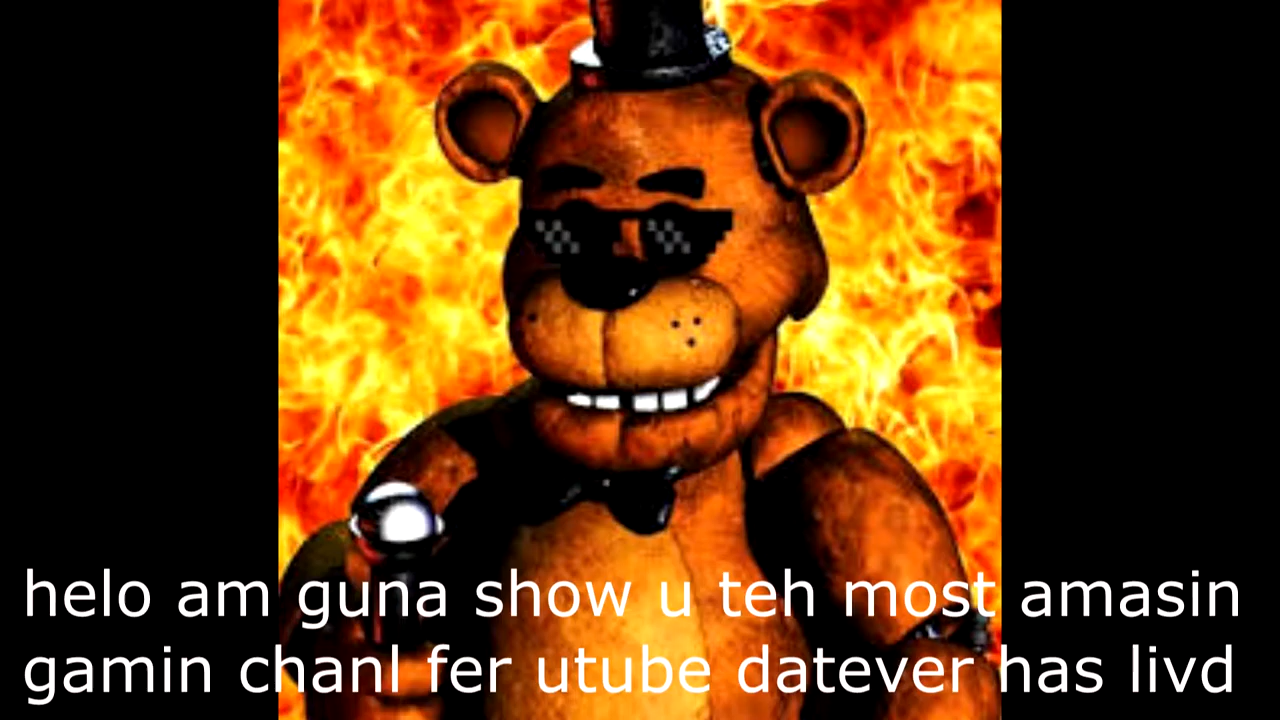 helo am guna show u teh most amasin
gamin chanl fer utube datever has livd